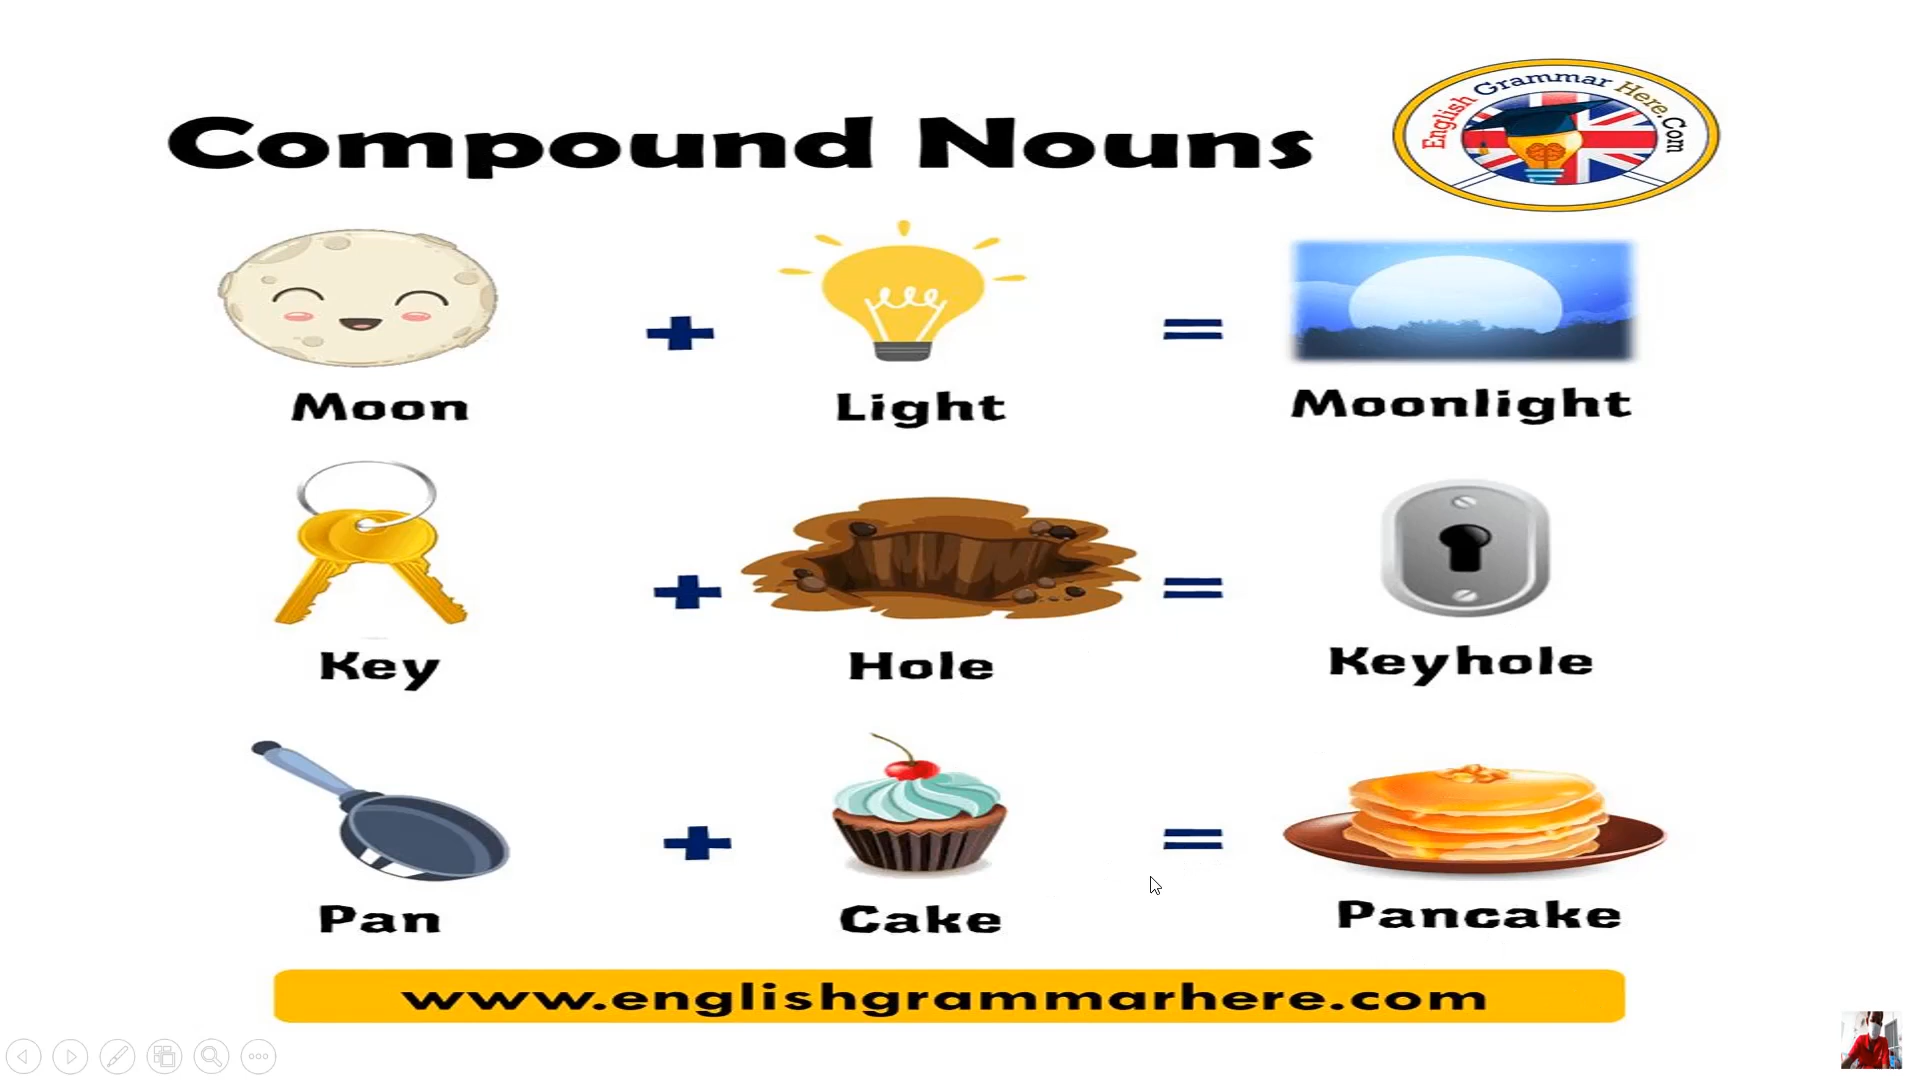 Compound Nouns
English Grammar Here.Com
Moon + Light = Moonlight
Key + Hole = Keyhole
Pan + Cake = Pancake
www.englishgrammarhere.com